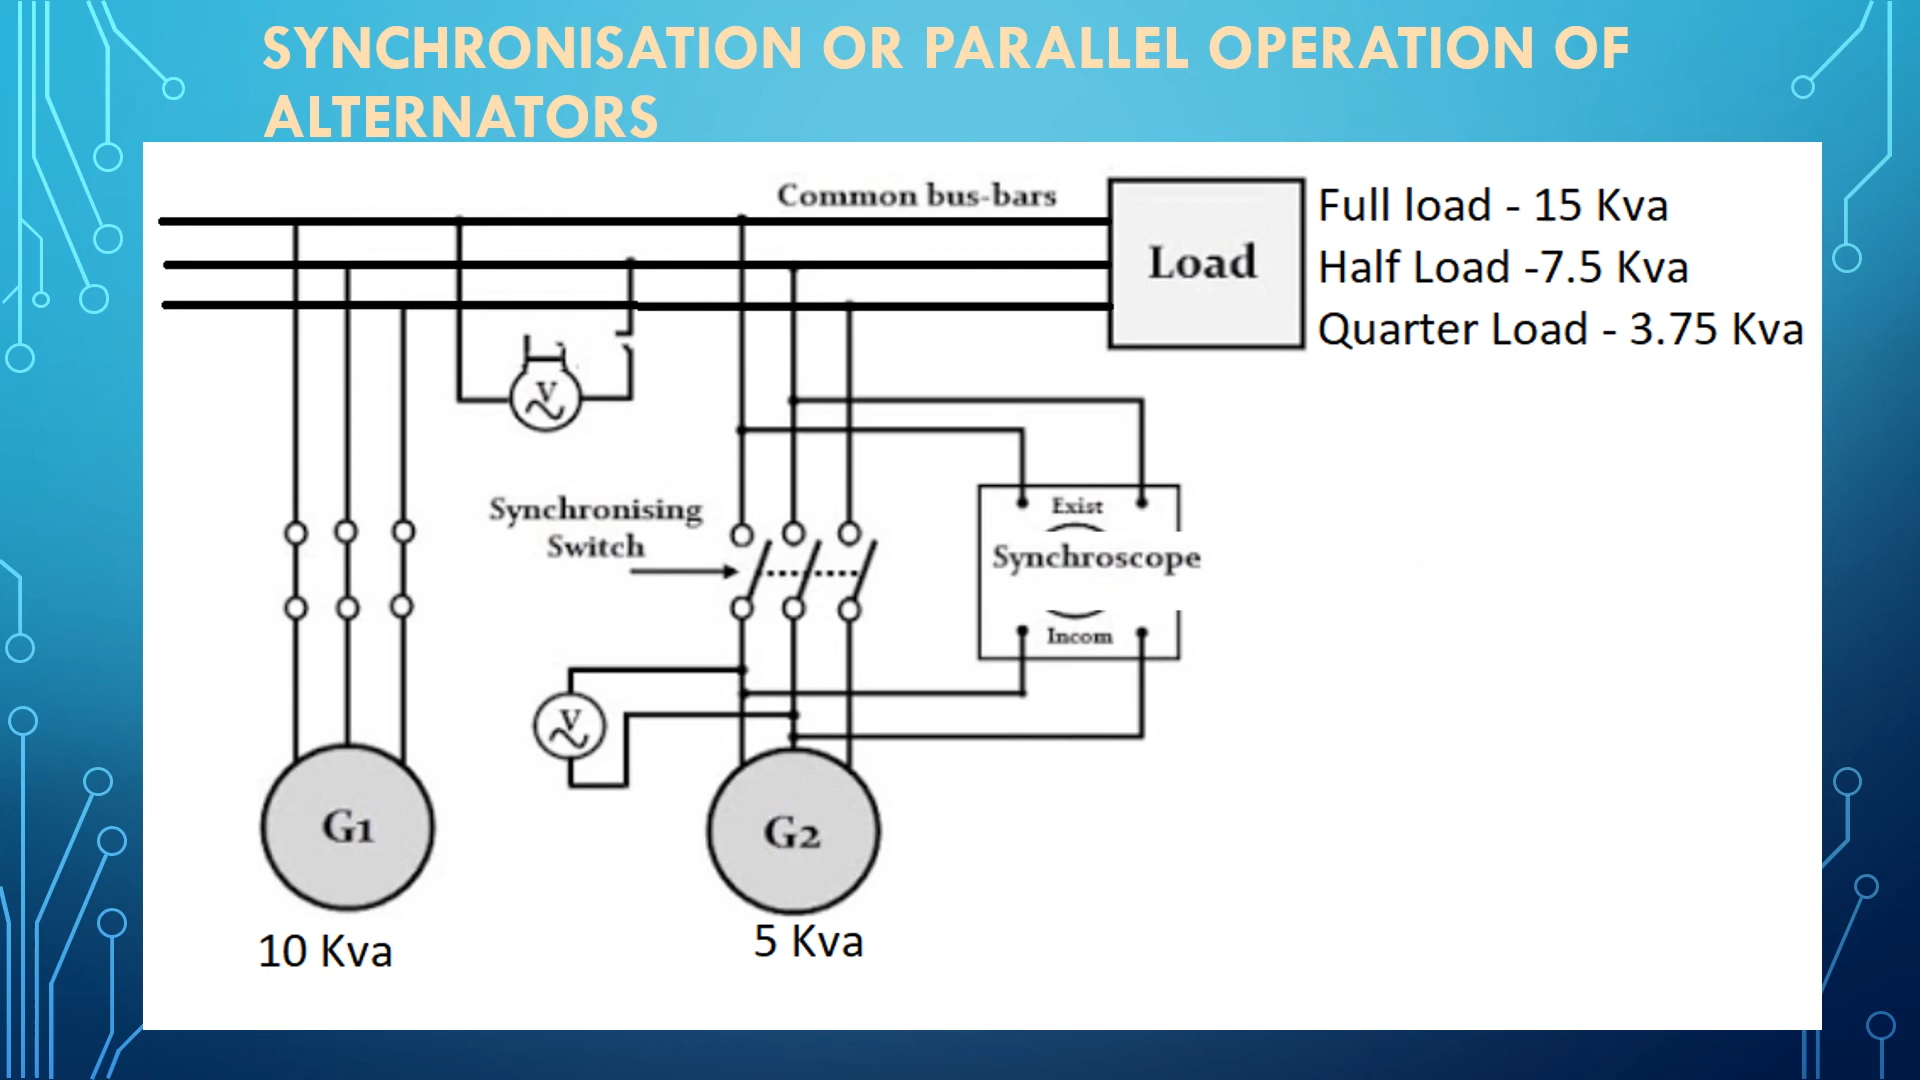 SYNCHRONISATION OR PARALLEL OPERATION OF
ALTERNATORS
Common bus-bars
Load
Full load - 15 Kva
Half Load -7.5 Kva
Quarter Load - 3.75 Kva
V
Synchronising
Switch
Exist
Synchroscope
Incom
V
G1
G2
10 Kva
5 Kva